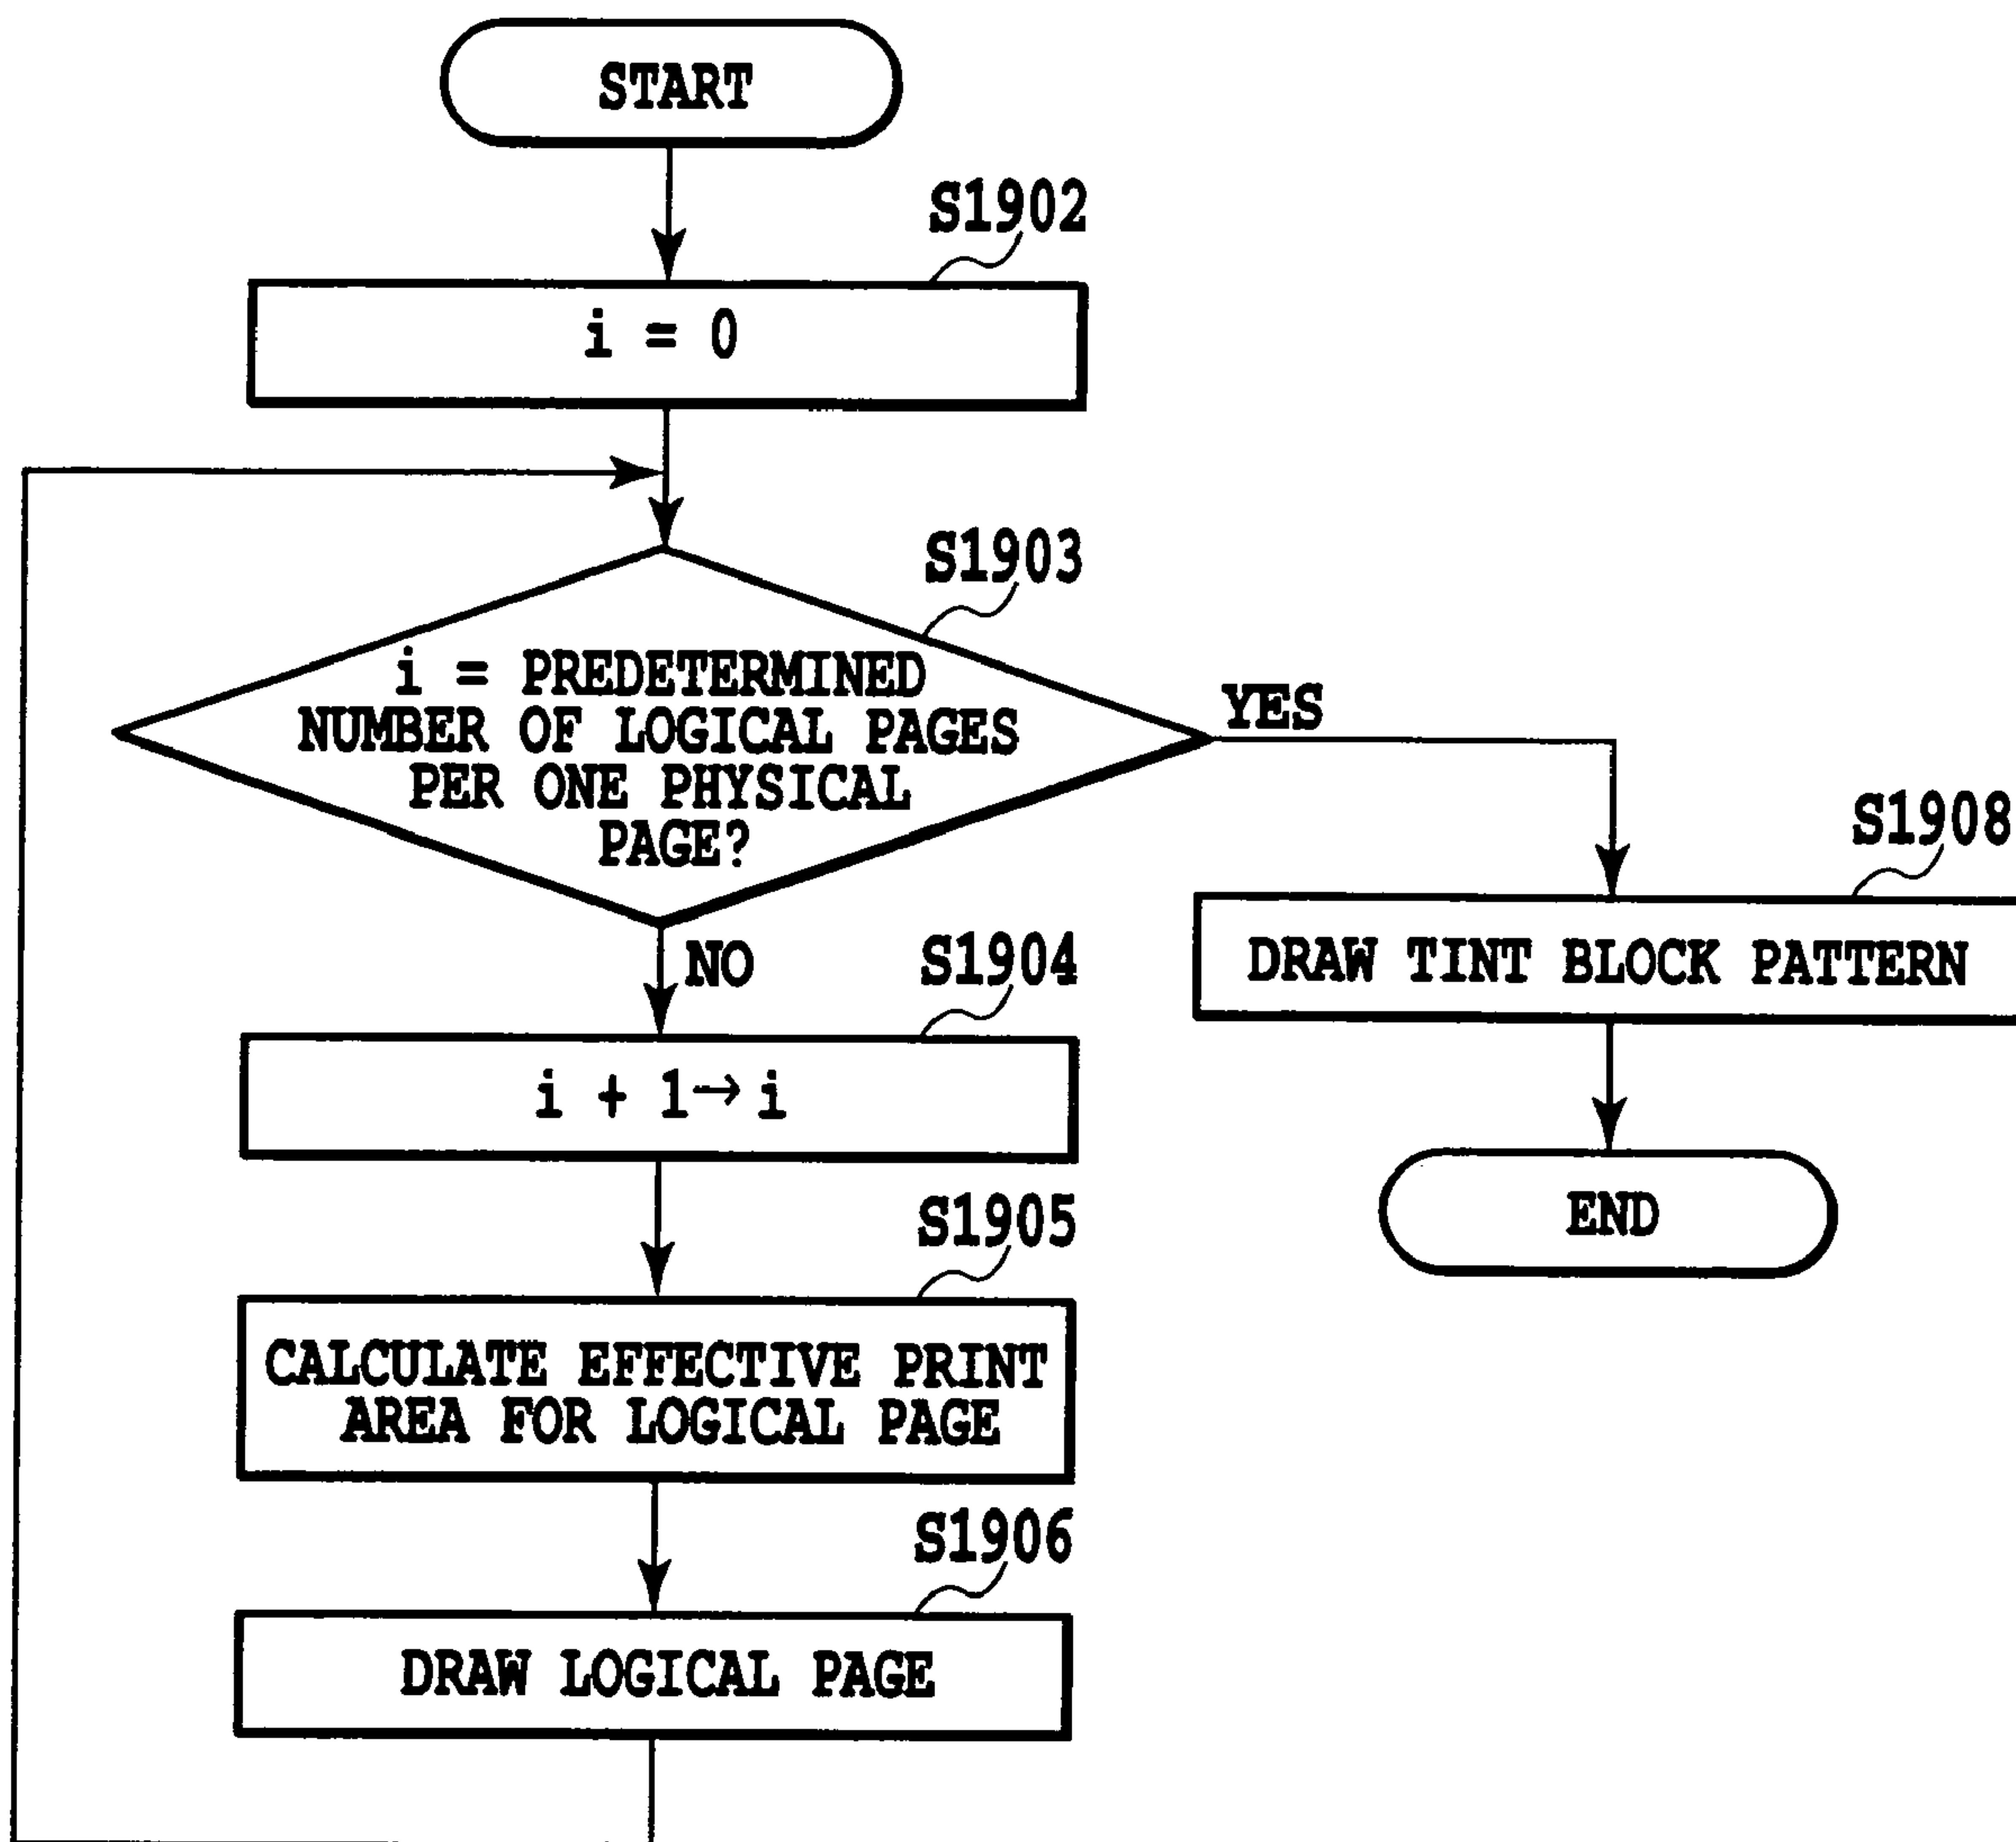 START
S1902
i = 0
S1903
i = PREDETERMINED
NUMBER OF LOGICAL PAGES
PER ONE PHYSICAL
PAGE?
YES
NO
S1904
i + 1→i
S1905
CALCULATE EFFECTIVE PRINT
AREA FOR LOGICAL PAGE
S1906
DRAW LOGICAL PAGE
S1908
DRAW TINT BLOCK PATTERN
END